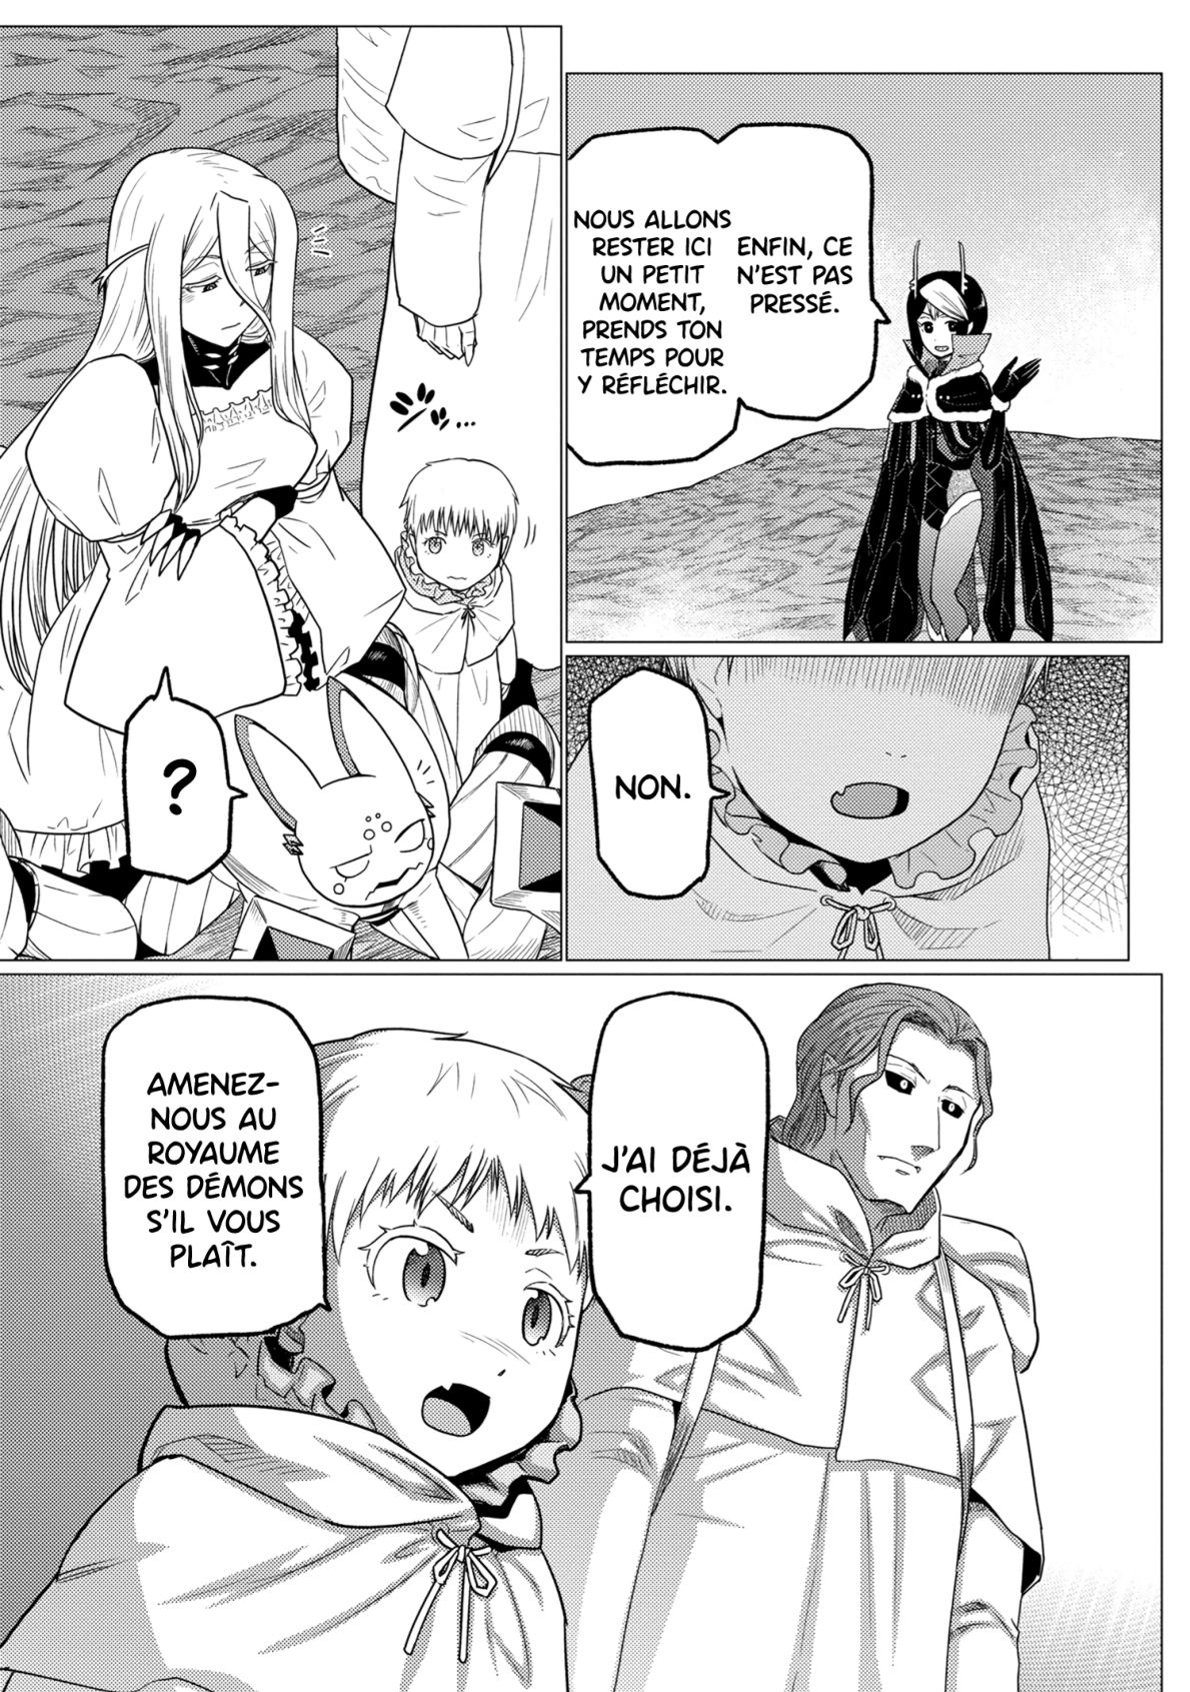 ENFIN, CE
N'EST PAS
PRESSÉ.
NOUS ALLONS
RESTER ICI
UN PETIT
MOMENT,
PRENDS TON
TEMPS POUR
Y RÉFLÉCHIR.
?
NON.
J'AI DÉJÀ
CHOISI.
AMENEZ-
NOUS AU
ROYAUME
DES DÉMONS
S'IL VOUS
PLAÎT.